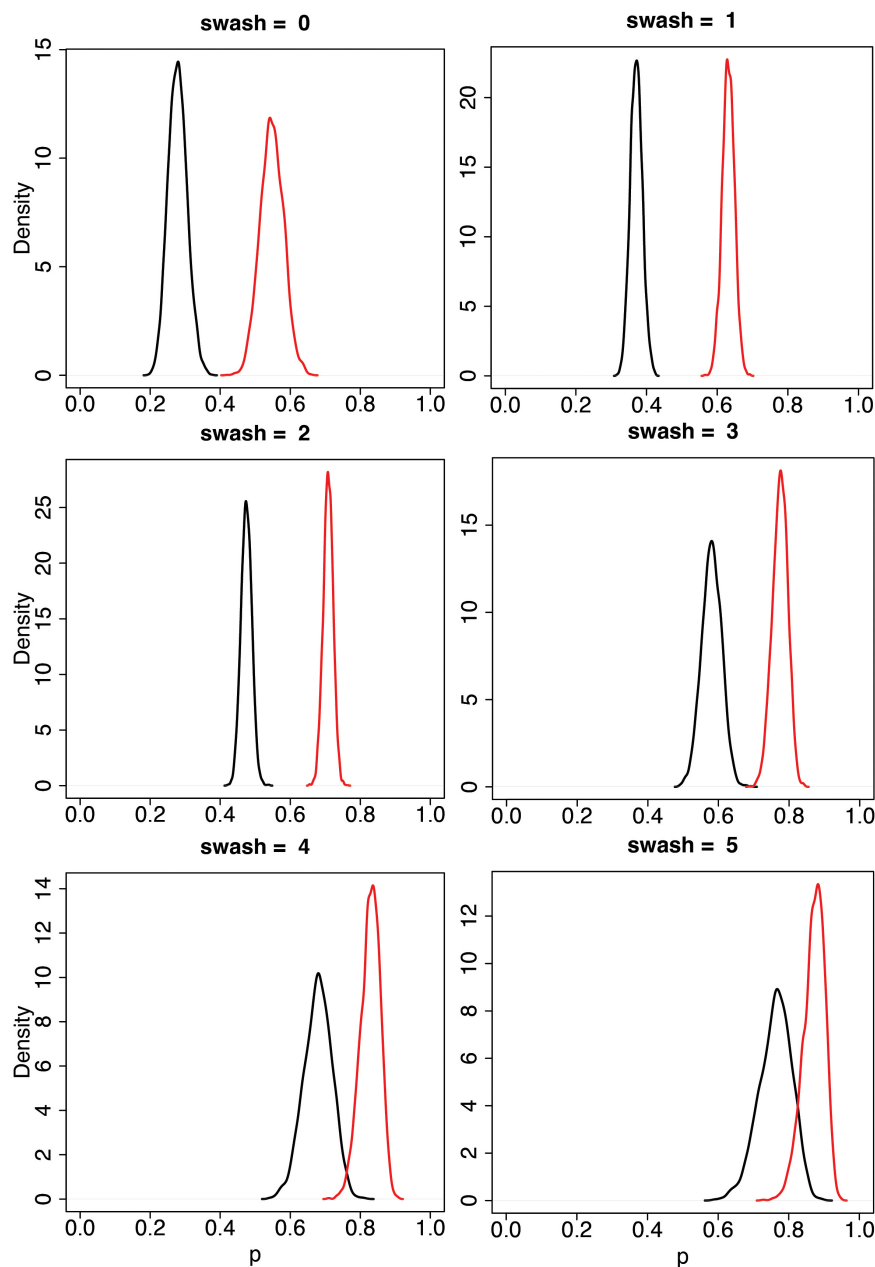 swash = 0
swash = 1
Density
0 5 10 15
0.0 0.2 0.4 0.6 0.8 1.0
0 5 10 15 20
0.0 0.2 0.4 0.6 0.8 1.0
swash = 2
swash = 3
Density
0 5 10 15 20 25
0.0 0.2 0.4 0.6 0.8 1.0
0 5 10 15
0.0 0.2 0.4 0.6 0.8 1.0
swash = 4
swash = 5
Density
0 2 4 6 8 10 12 14
0.0 0.2 0.4 0.6 0.8 1.0
p
0 2 4 6 8 10 12
0.0 0.2 0.4 0.6 0.8 1.0
p